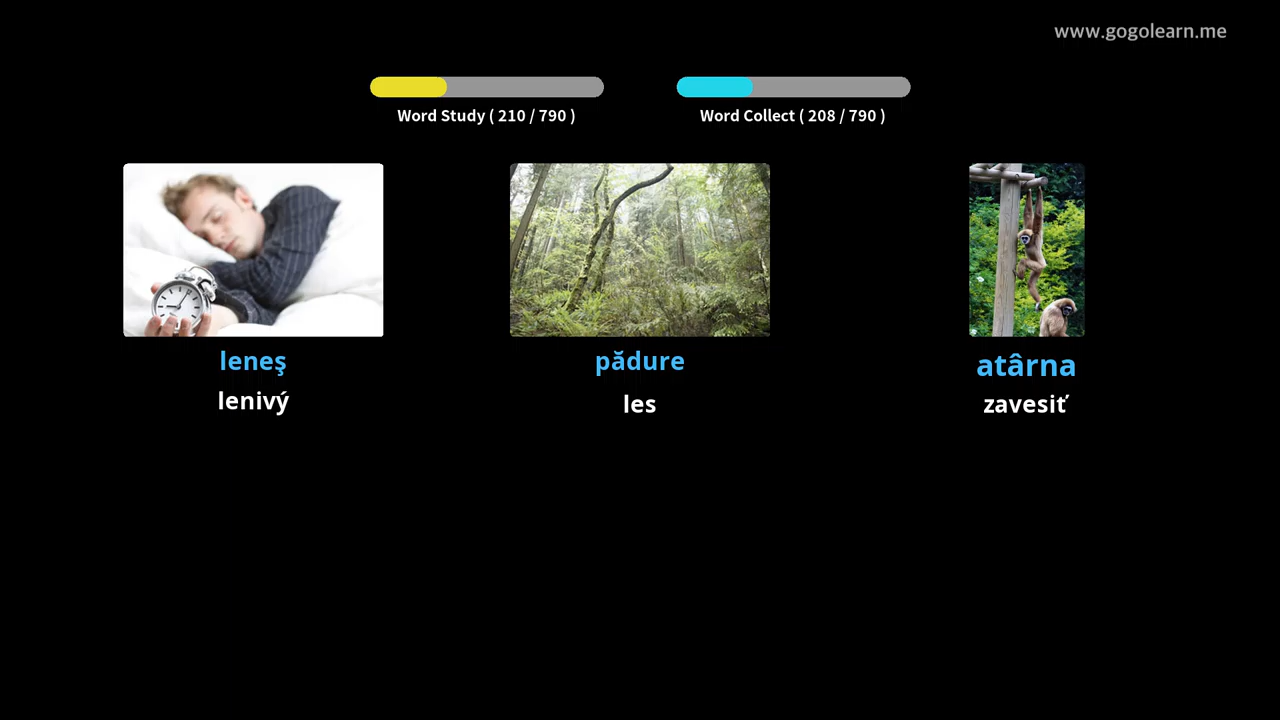 www.gogolearn.me
Word Study ( 210 / 790 )
Word Collect ( 208 / 790 )
leneş
lenivý
pădure
les
atârna
zavesiť